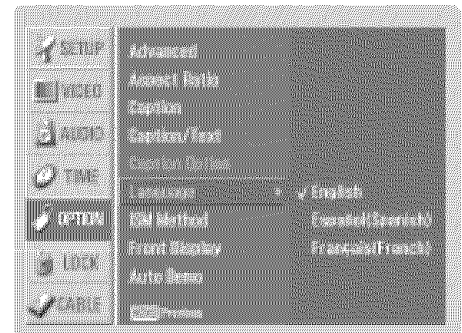 SETUP
VIDEO
AUDIO
TIME
OPTION
LOCK
CABLE
Advanced
Aspect Ratio
Caption
Caption/Text
Caption Option
Language
ISM Method
Front Display
Auto Demo
Previous
✓ English
Español(Spanish)
Français(French)